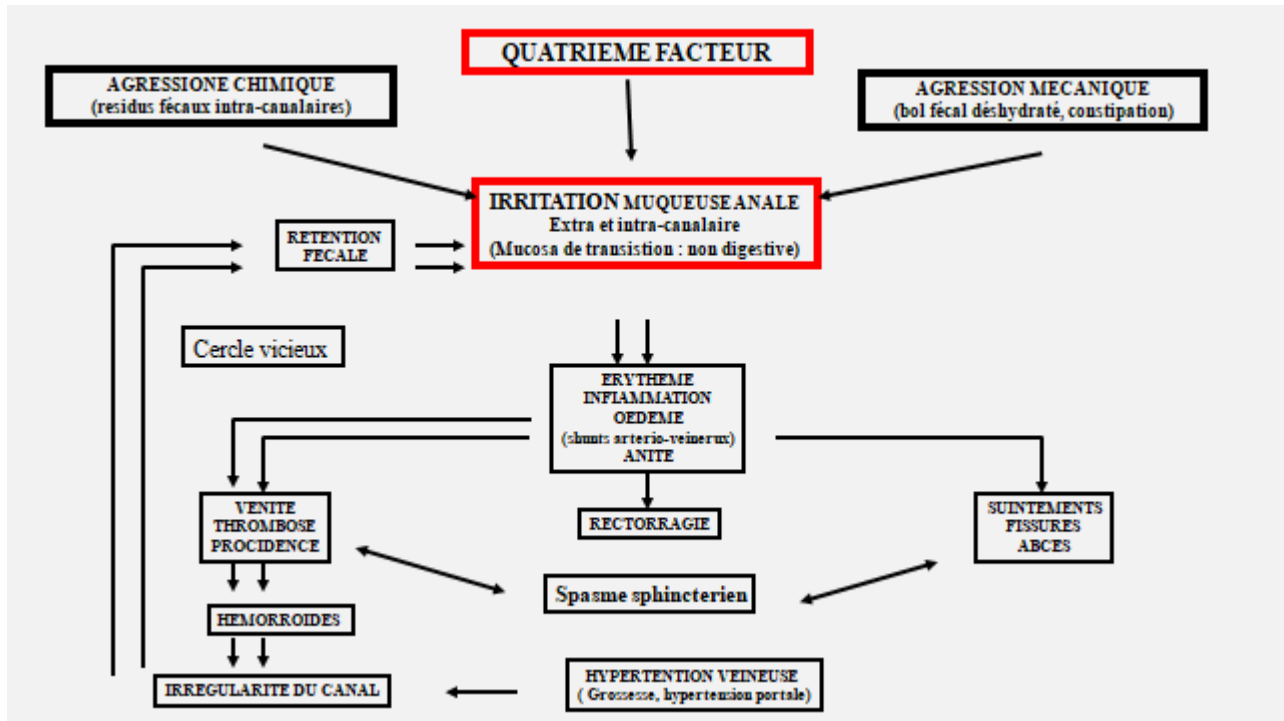 QUATRIEME FACTEUR
AGRESSIONE CHIMIQUE
(residus fécaux intra-canalaires)
AGRESSION MECANIQUE
(bol fécal déshydraté, constipation)
IRRITATION MUQUEUSE ANALE
Extra et intra-canalaire
(Mucosa de transistion : non digestive)
RETENTION
FECALE
Cercle vicieux
ERYTHEME
INFIAMMATION
OEDEME
(shunts arterio-veinerux)
ANITE
VENITE
THROMBOSE
PROCIDENCE
RECTORRAGIE
SUINTEMENTS
FISSURES
ABCES
Spasme sphincterien
HEMORROIDES
IRREGULARITE DU CANAL
HYPERTENTION VEINEUSE
( Grossesse, hypertension portale)